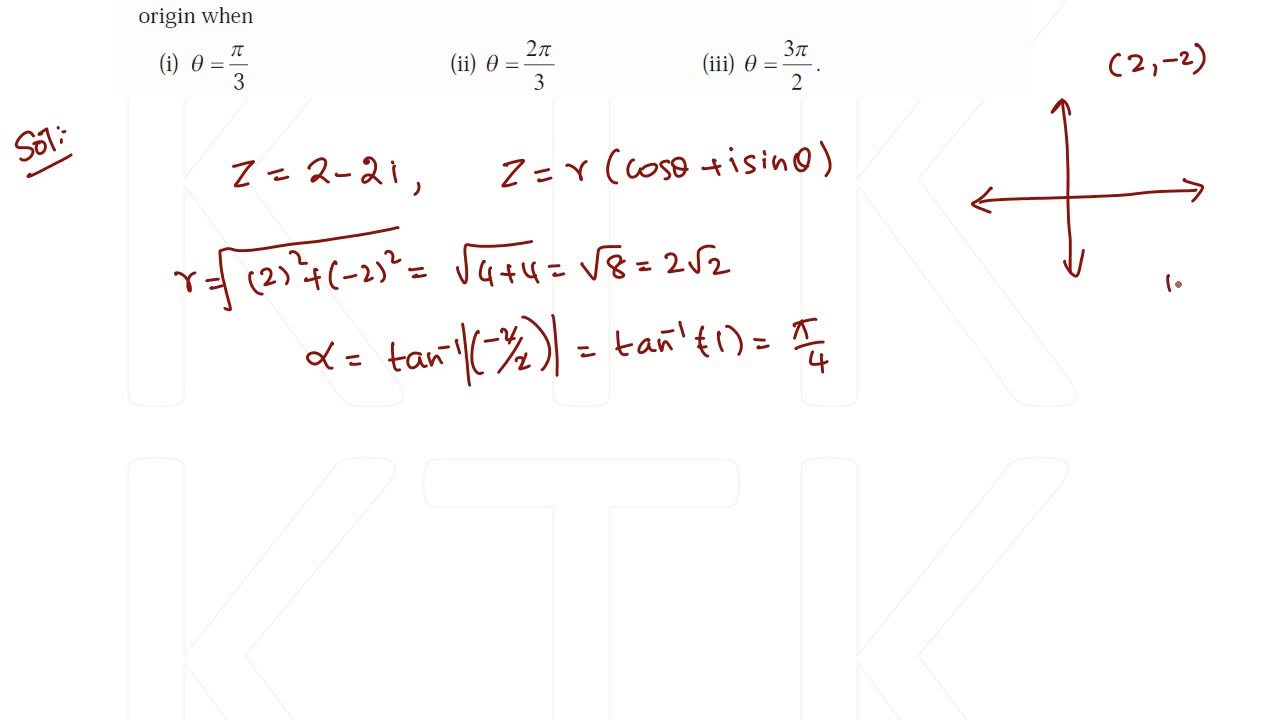 origin when
(i) θ = π/3 (ii) θ = 2π/3 (iii) θ = 3π/2 .
(2, -2)
Sol:
Z = 2 - 2i , Z = r (cosθ + i sinθ)
r = √((2)² + (-2)²) = √(4+4) = √8 = 2√2
α = tan⁻¹ |(-2/2)| = tan⁻¹ (1) = π/4
K T K
K T K